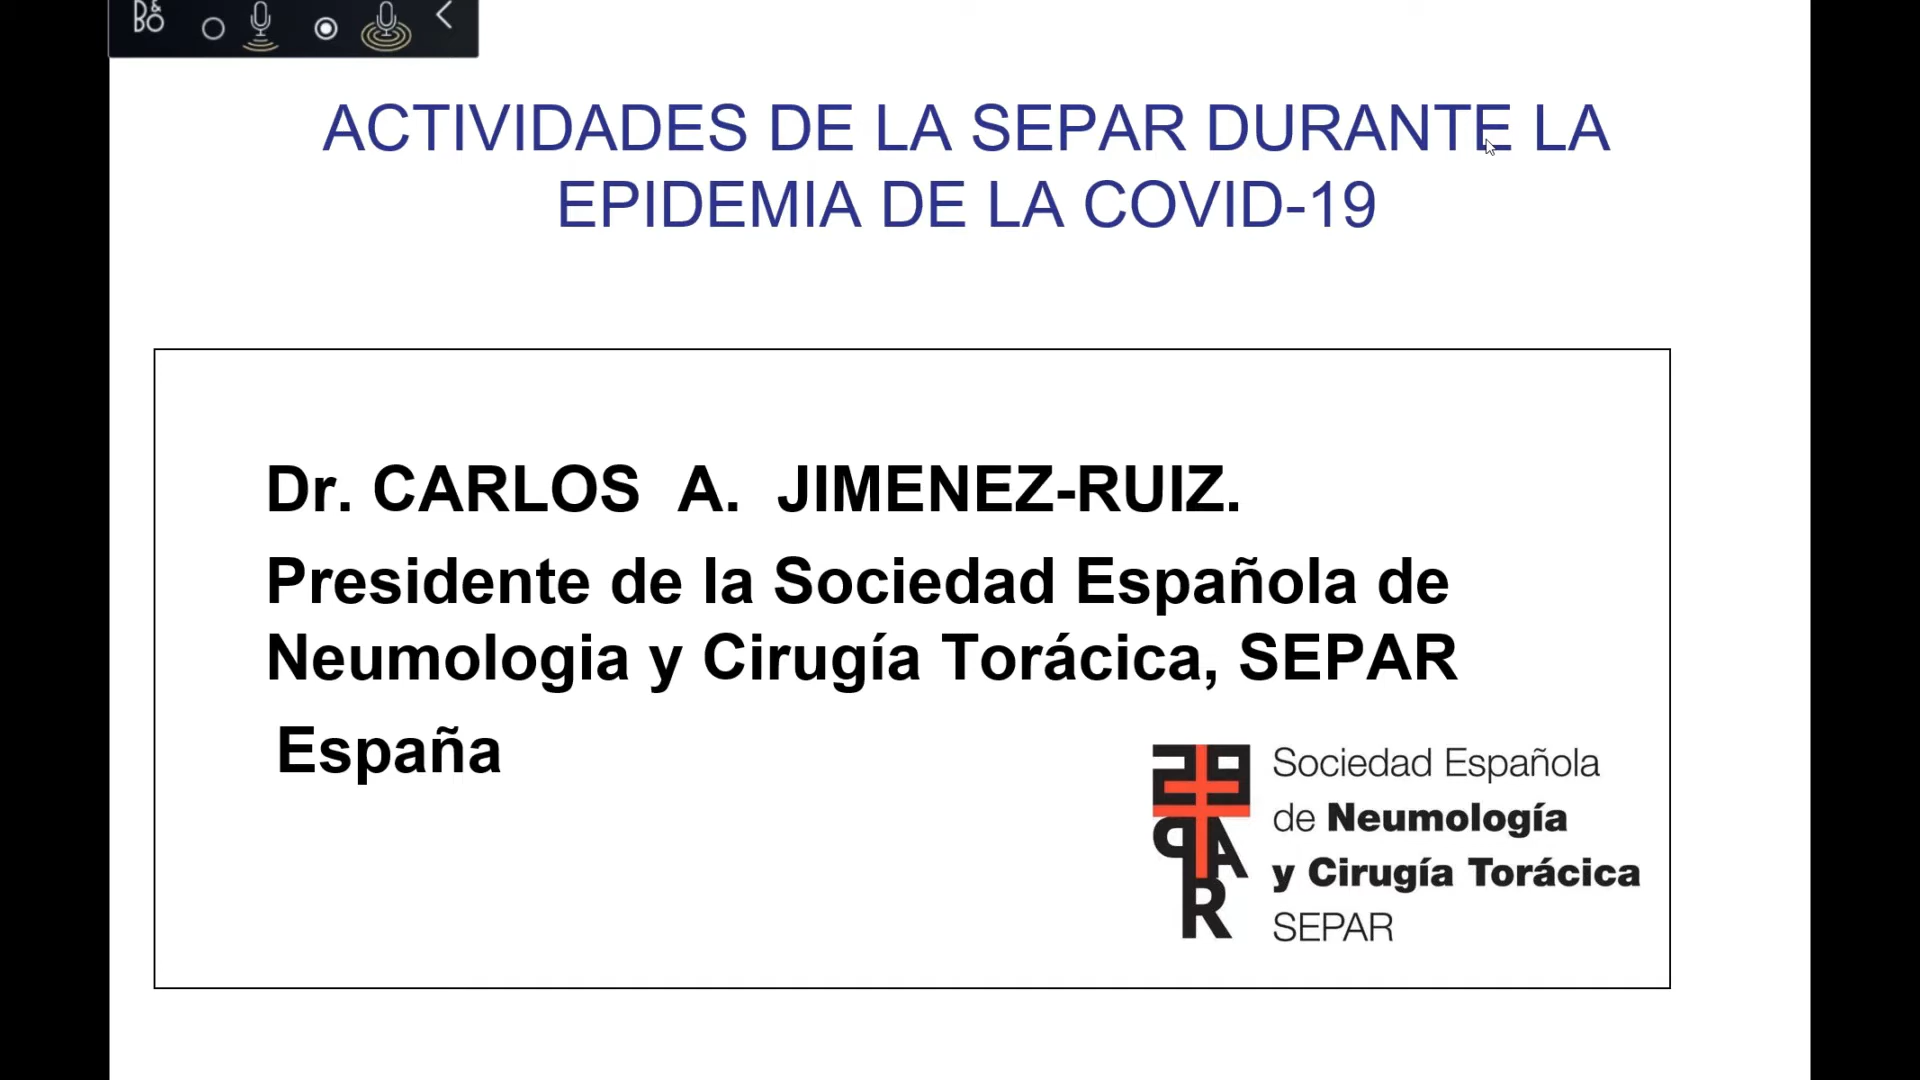 B&O
ACTIVIDADES DE LA SEPAR DURANTE LA
EPIDEMIA DE LA COVID-19
Dr. CARLOS A. JIMENEZ-RUIZ.
Presidente de la Sociedad Española de
Neumologia y Cirugía Torácica, SEPAR
España
SEPAR
Sociedad Española
de Neumología
y Cirugía Torácica
SEPAR